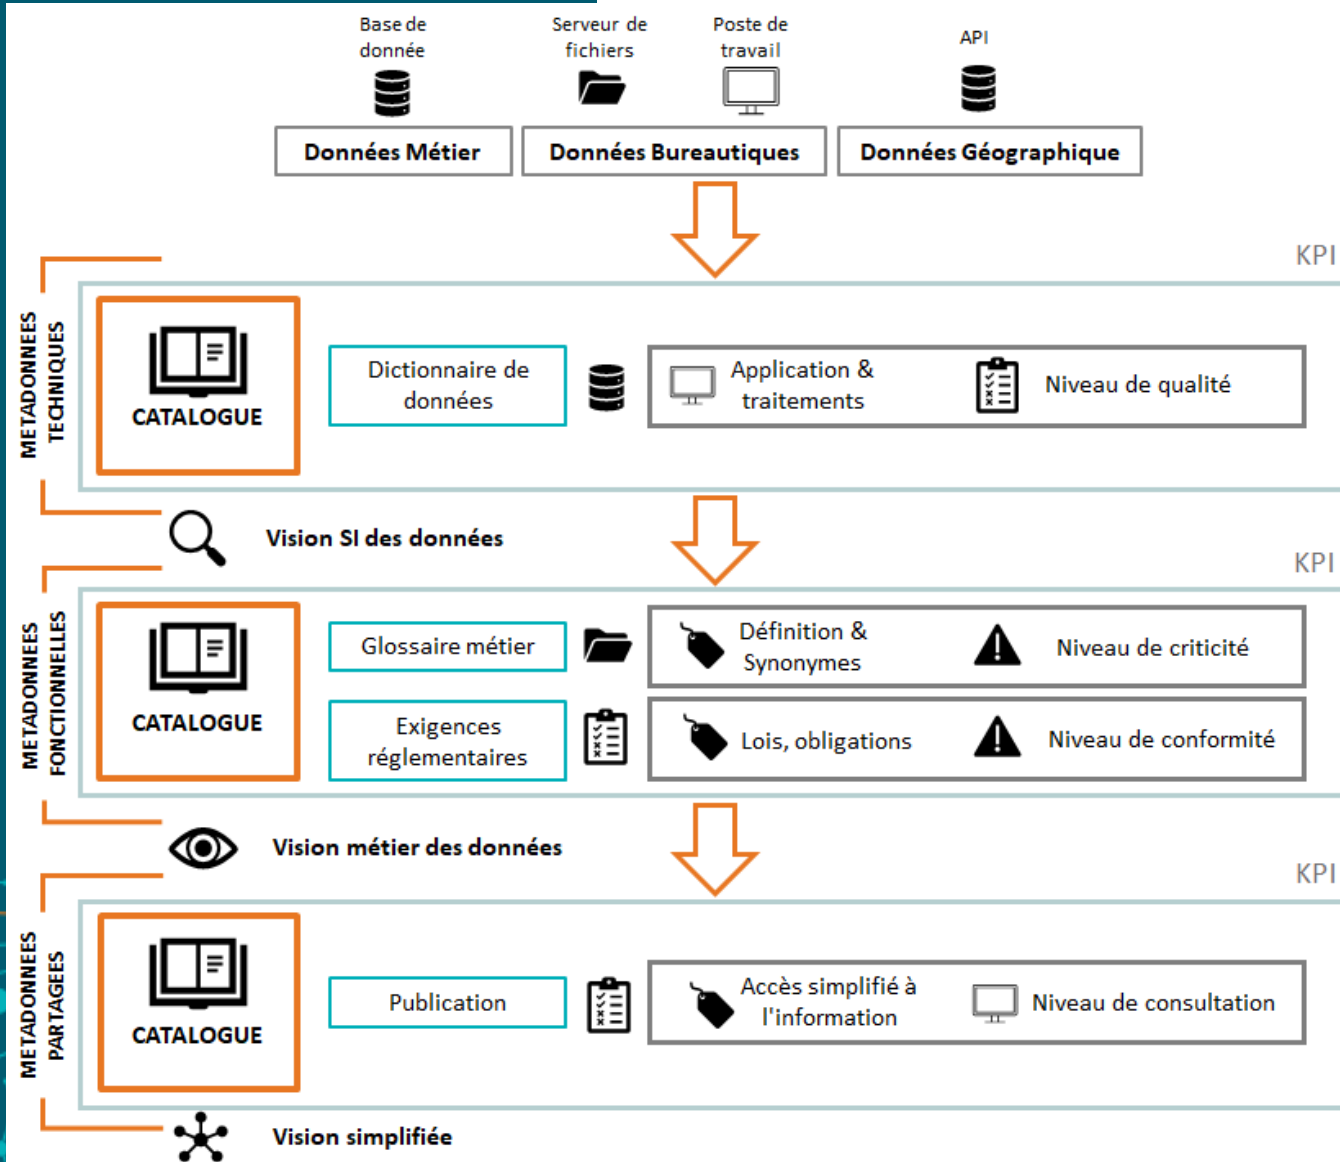 Base de
donnée
Serveur de
fichiers
Poste de
travail
API
Données Métier
Données Bureautiques
Données Géographique
KPI
METADONNEES
TECHNIQUES
CATALOGUE
Dictionnaire de
données
Application &
traitements
Niveau de qualité
Vision SI des données
KPI
METADONNEES
FONCTIONNELLES
CATALOGUE
Glossaire métier
Définition &
Synonymes
Niveau de criticité
Exigences
réglementaires
Lois, obligations
Niveau de conformité
Vision métier des données
KPI
METADONNEES
PARTAGEES
CATALOGUE
Publication
Accès simplifié à
l'information
Niveau de consultation
Vision simplifiée